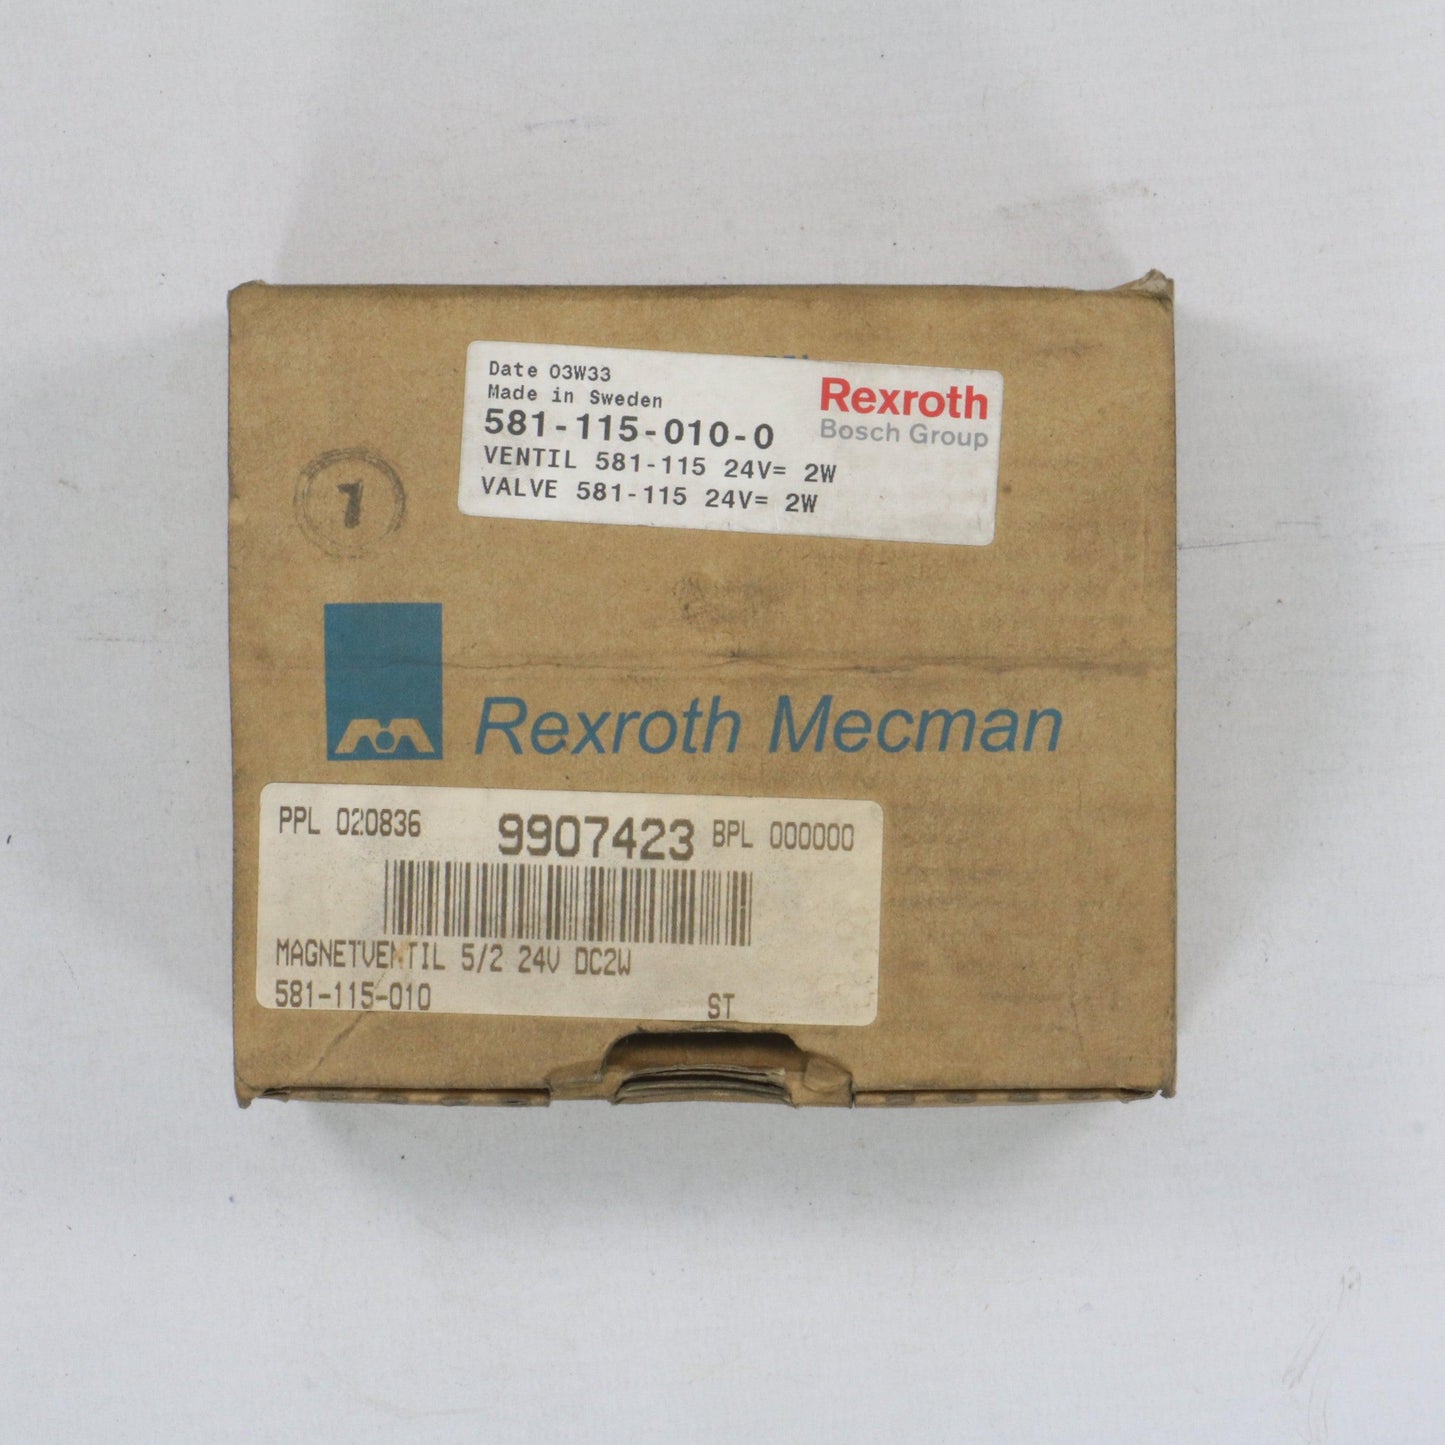 Date 03W33
Made in Sweden
581-115-010-0
VENTIL 581-115 24V= 2W
VALVE 581-115 24V= 2W
Rexroth
Bosch Group
1
Rexroth Mecman
PPL 020836 9907423 BPL 000000
MAGNETVENTIL 5/2 24V DC2W
581-115-010 ST